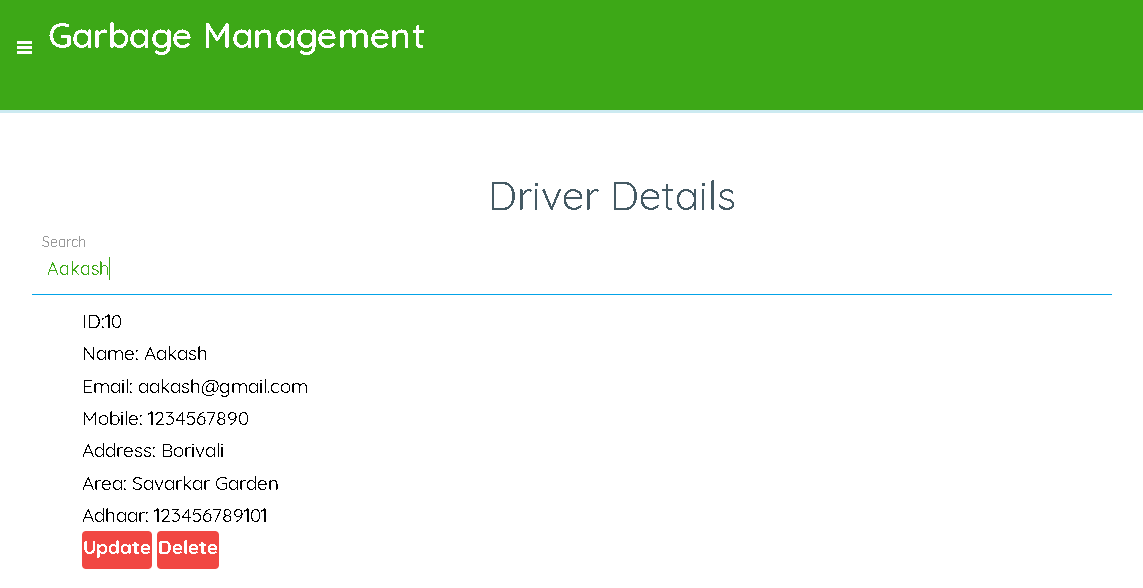 Garbage Management
Driver Details
Search
Aakash
ID:10
Name: Aakash
Email: aakash@gmail.com
Mobile: 1234567890
Address: Borivali
Area: Savarkar Garden
Adhaar: 123456789101
Update Delete